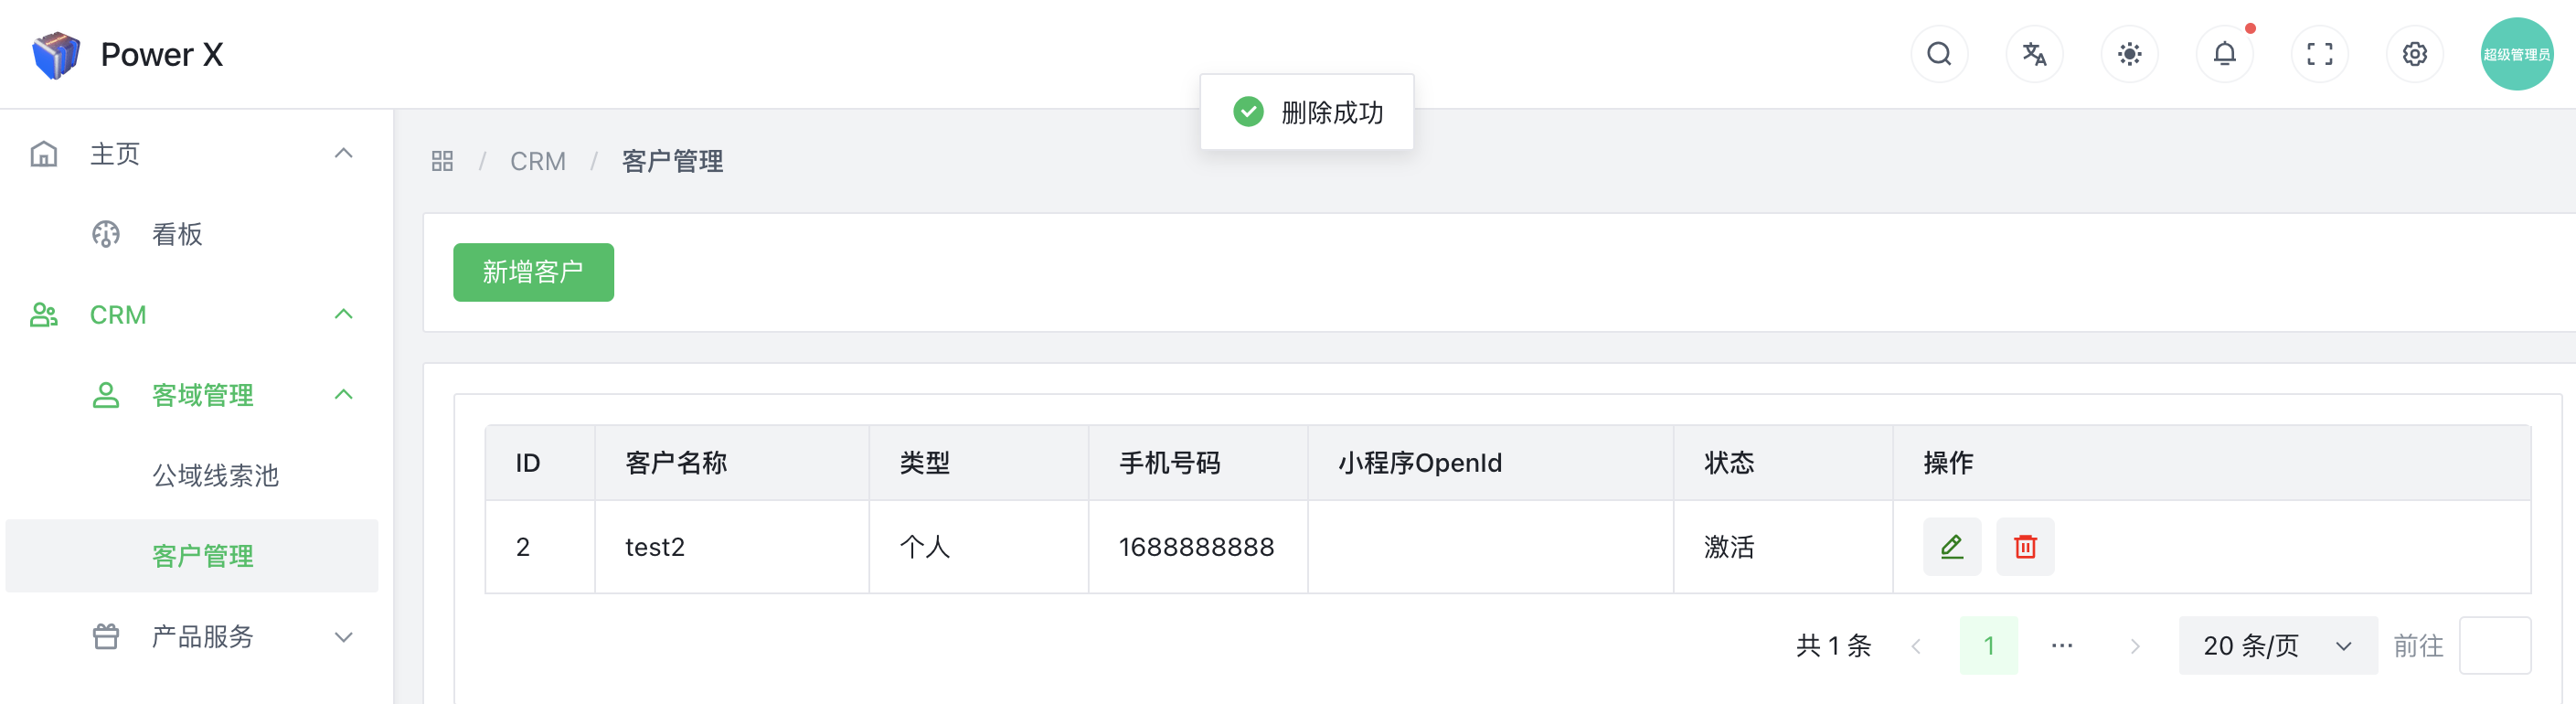 Power X
超级管理员
删除成功
主页
看板
CRM
客域管理
公域线索池
客户管理
产品服务
/ CRM / 客户管理
新增客户
ID 客户名称 类型 手机号码 小程序OpenId 状态 操作
2 test2 个人 1688888888 激活
共 1 条 1 ··· 20 条/页 前往